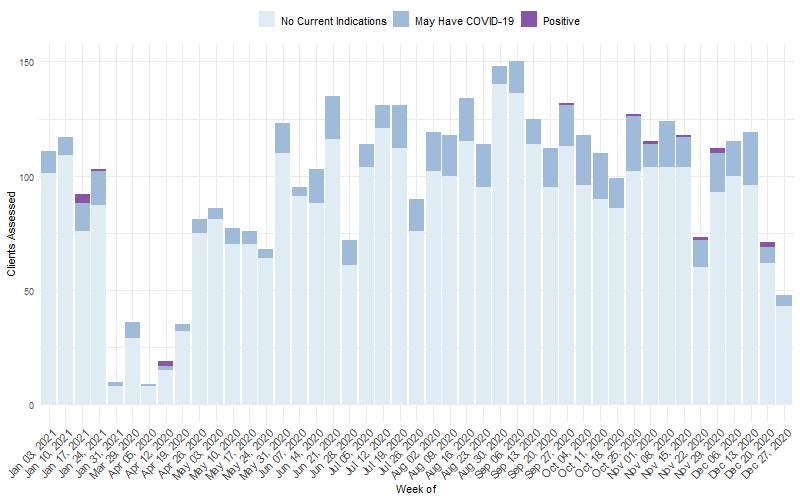 No Current Indications May Have COVID-19 Positive
150
100
50
0
Clients Assessed
Jan 03, 2021
Jan 10, 2021
Jan 17, 2021
Jan 24, 2021
Jan 31, 2021
Mar 29, 2020
Apr 05, 2020
Apr 12, 2020
Apr 19, 2020
Apr 26, 2020
May 03, 2020
May 10, 2020
May 17, 2020
May 24, 2020
May 31, 2020
Jun 07, 2020
Jun 14, 2020
Jun 21, 2020
Jun 28, 2020
Jul 05, 2020
Jul 12, 2020
Jul 19, 2020
Jul 26, 2020
Aug 02, 2020
Aug 09, 2020
Aug 16, 2020
Aug 23, 2020
Aug 30, 2020
Sep 06, 2020
Sep 13, 2020
Sep 20, 2020
Sep 27, 2020
Oct 04, 2020
Oct 11, 2020
Oct 18, 2020
Oct 25, 2020
Nov 01, 2020
Nov 08, 2020
Nov 15, 2020
Nov 22, 2020
Nov 29, 2020
Dec 06, 2020
Dec 13, 2020
Dec 20, 2020
Dec 27, 2020
Week of